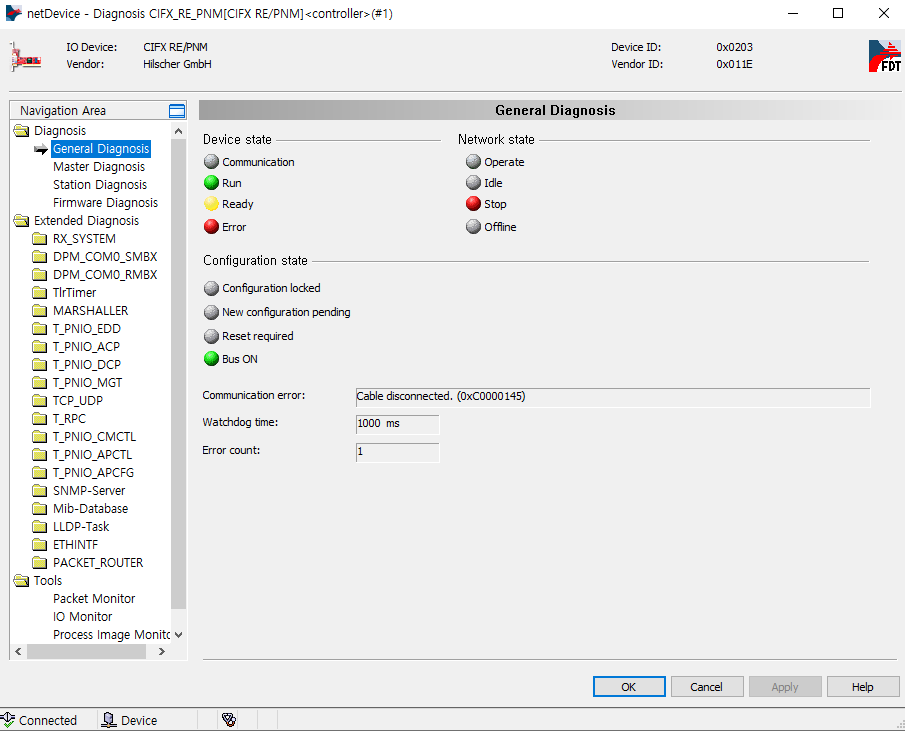 netDevice - Diagnosis CIFX_RE_PNM[CIFX RE/PNM]<controller>(#1)
IO Device: CIFX RE/PNM Device ID: 0x0203
Vendor: Hilscher GmbH Vendor ID: 0x011E
FDT
Navigation Area
Diagnosis
General Diagnosis
Master Diagnosis
Station Diagnosis
Firmware Diagnosis
Extended Diagnosis
RX_SYSTEM
DPM_COM0_SMBX
DPM_COM0_RMBX
TlrTimer
MARSHALLER
T_PNIO_EDD
T_PNIO_ACP
T_PNIO_DCP
T_PNIO_MGT
TCP_UDP
T_RPC
T_PNIO_CMCTL
T_PNIO_APCTL
T_PNIO_APCFG
SNMP-Server
Mib-Database
LLDP-Task
ETHINTF
PACKET_ROUTER
Tools
Packet Monitor
IO Monitor
Process Image Monitc
General Diagnosis
Device state Network state
Communication Operate
Run Idle
Ready Stop
Error Offline
Configuration state
Configuration locked
New configuration pending
Reset required
Bus ON
Communication error: Cable disconnected. (0xC0000145)
Watchdog time: 1000 ms
Error count: 1
OK Cancel Apply Help
Connected Device